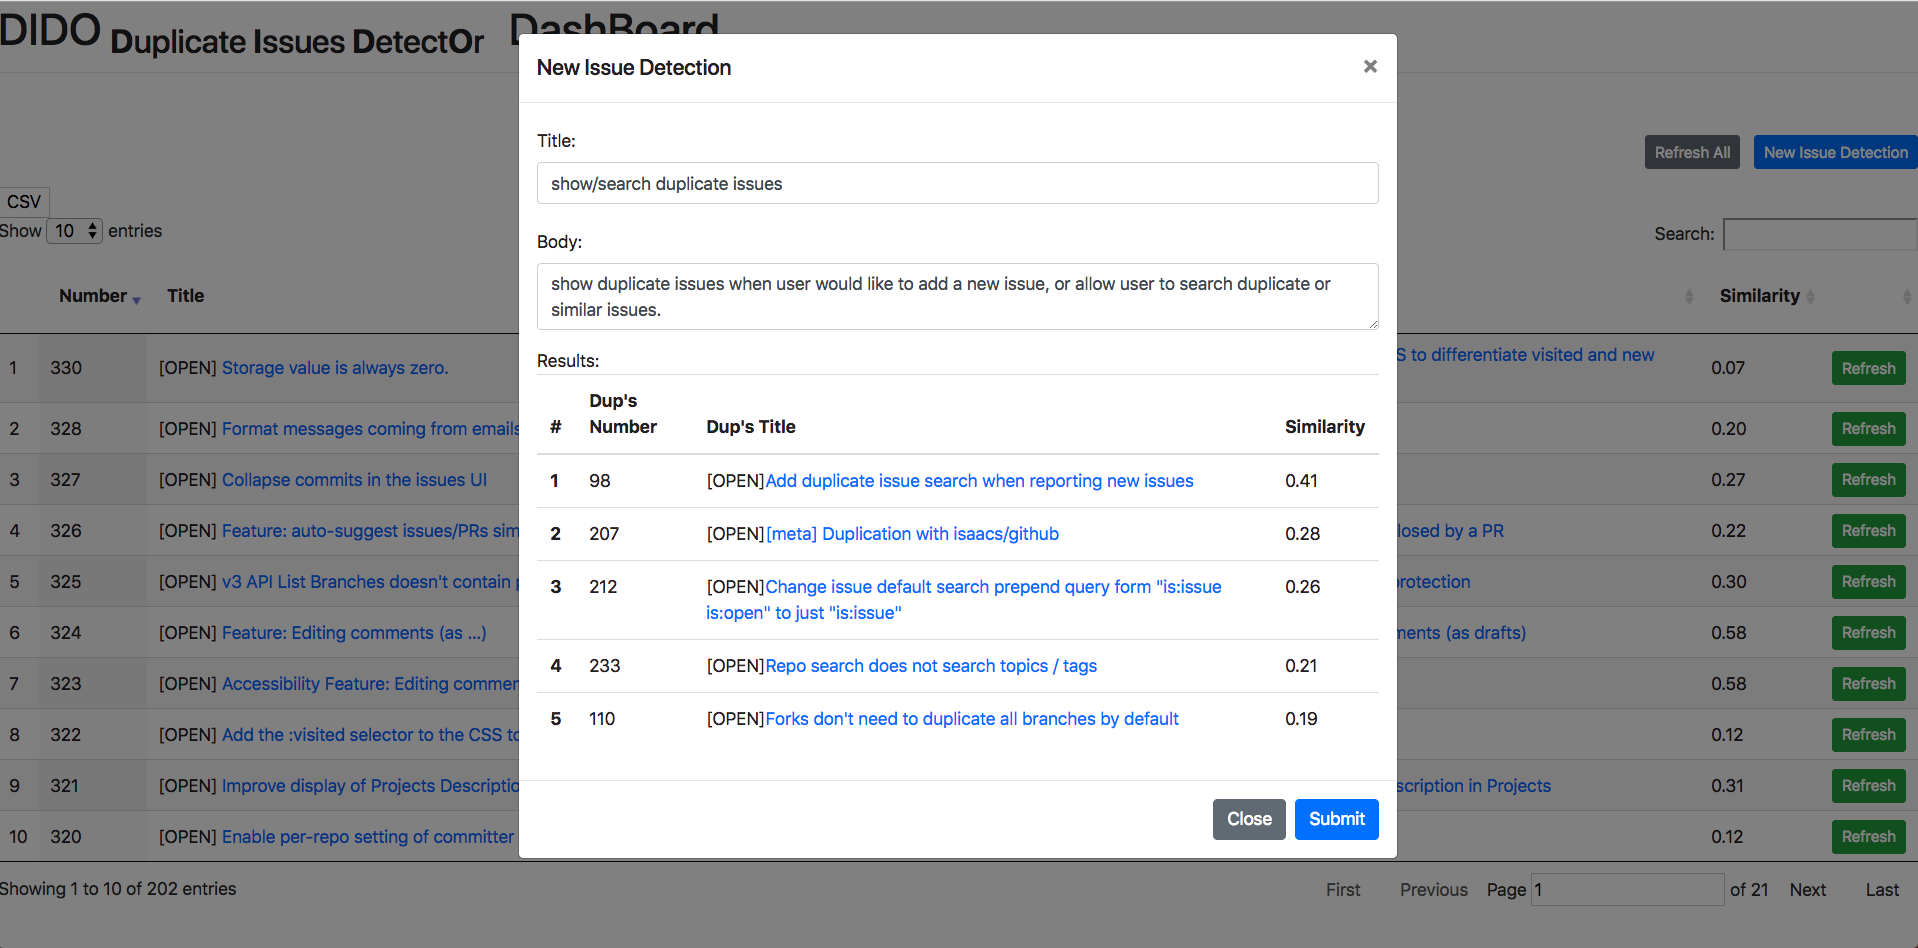 DIDO Duplicate Issues DetectOr DashBoard
New Issue Detection ×
Title:
show/search duplicate issues
Refresh All New Issue Detection
CSV
Show 10 entries
Search:
Body:
show duplicate issues when user would like to add a new issue, or allow user to search duplicate or
similar issues.
Number Title Similarity
Results:
# Dup's Number Dup's Title Similarity
1 98 [OPEN]Add duplicate issue search when reporting new issues 0.41
2 207 [OPEN][meta] Duplication with isaacs/github 0.28
3 212 [OPEN]Change issue default search prepend query form "is:issue
is:open" to just "is:issue" 0.26
4 233 [OPEN]Repo search does not search topics / tags 0.21
5 110 [OPEN]Forks don't need to duplicate all branches by default 0.19
Close Submit
1 330 [OPEN] Storage value is always zero. to differentiate visited and new 0.07 Refresh
2 328 [OPEN] Format messages coming from emails 0.20 Refresh
3 327 [OPEN] Collapse commits in the issues UI 0.27 Refresh
4 326 [OPEN] Feature: auto-suggest issues/PRs sim losed by a PR 0.22 Refresh
5 325 [OPEN] v3 API List Branches doesn't contain rotection 0.30 Refresh
6 324 [OPEN] Feature: Editing comments (as ...) ments (as drafts) 0.58 Refresh
7 323 [OPEN] Accessibility Feature: Editing commen 0.58 Refresh
8 322 [OPEN] Add the :visited selector to the CSS to 0.12 Refresh
9 321 [OPEN] Improve display of Projects Descriptio scription in Projects 0.31 Refresh
10 320 [OPEN] Enable per-repo setting of committer 0.12 Refresh
Showing 1 to 10 of 202 entries
First Previous Page 1 of 21 Next Last